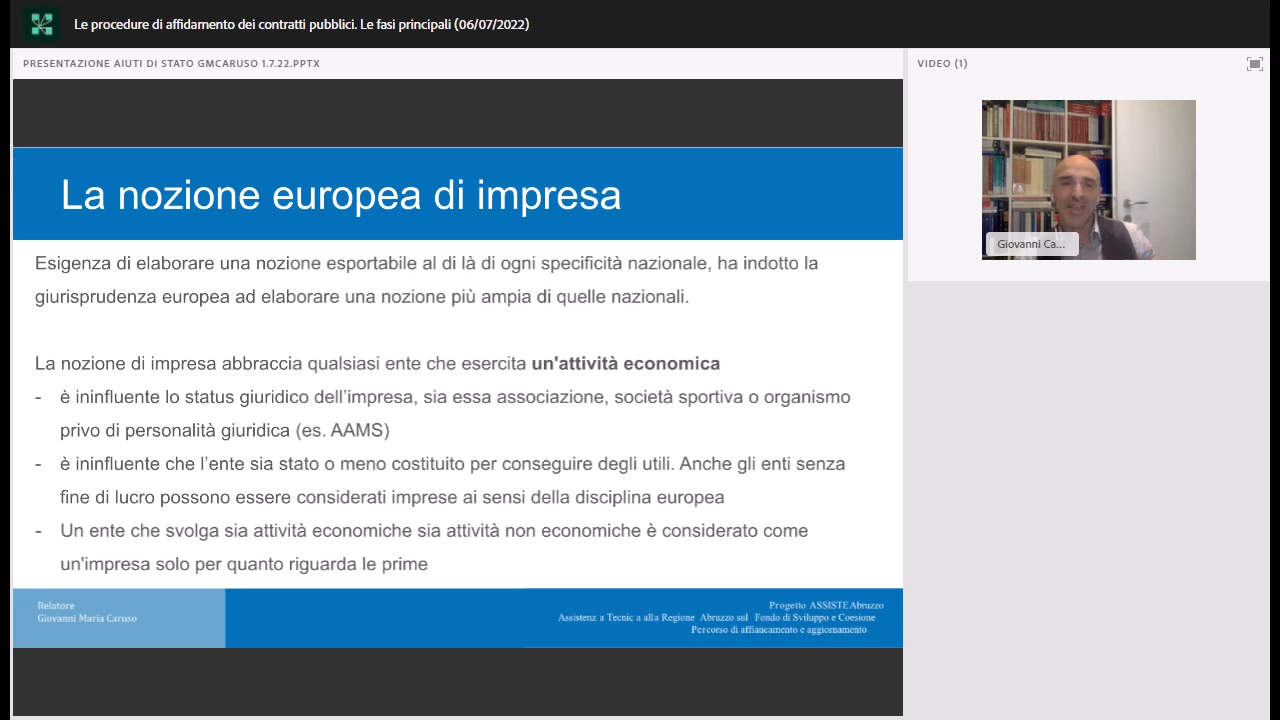 Le procedure di affidamento dei contratti pubblici. Le fasi principali (06/07/2022)
PRESENTAZIONE AIUTI DI STATO GMCARUSO 1.7.22.PPTX
VIDEO (1)
La nozione europea di impresa
Esigenza di elaborare una nozione esportabile al di là di ogni specificità nazionale, ha indotto la
giurisprudenza europea ad elaborare una nozione più ampia di quelle nazionali.
La nozione di impresa abbraccia qualsiasi ente che esercita un'attività economica
- è ininfluente lo status giuridico dell'impresa, sia essa associazione, società sportiva o organismo
privo di personalità giuridica (es. AAMS)
- è ininfluente che l'ente sia stato o meno costituito per conseguire degli utili. Anche gli enti senza
fine di lucro possono essere considerati imprese ai sensi della disciplina europea
- Un ente che svolga sia attività economiche sia attività non economiche è considerato come
un'impresa solo per quanto riguarda le prime
Relatore
Giovanni Maria Caruso
Progetto ASSISTEAbruzzo
Assistenz a Tecnic a alla Regione Abruzzo sul Fondo di Sviluppo e Coesione
Percorso di affiancamento e aggiornamento
Giovanni Ca...